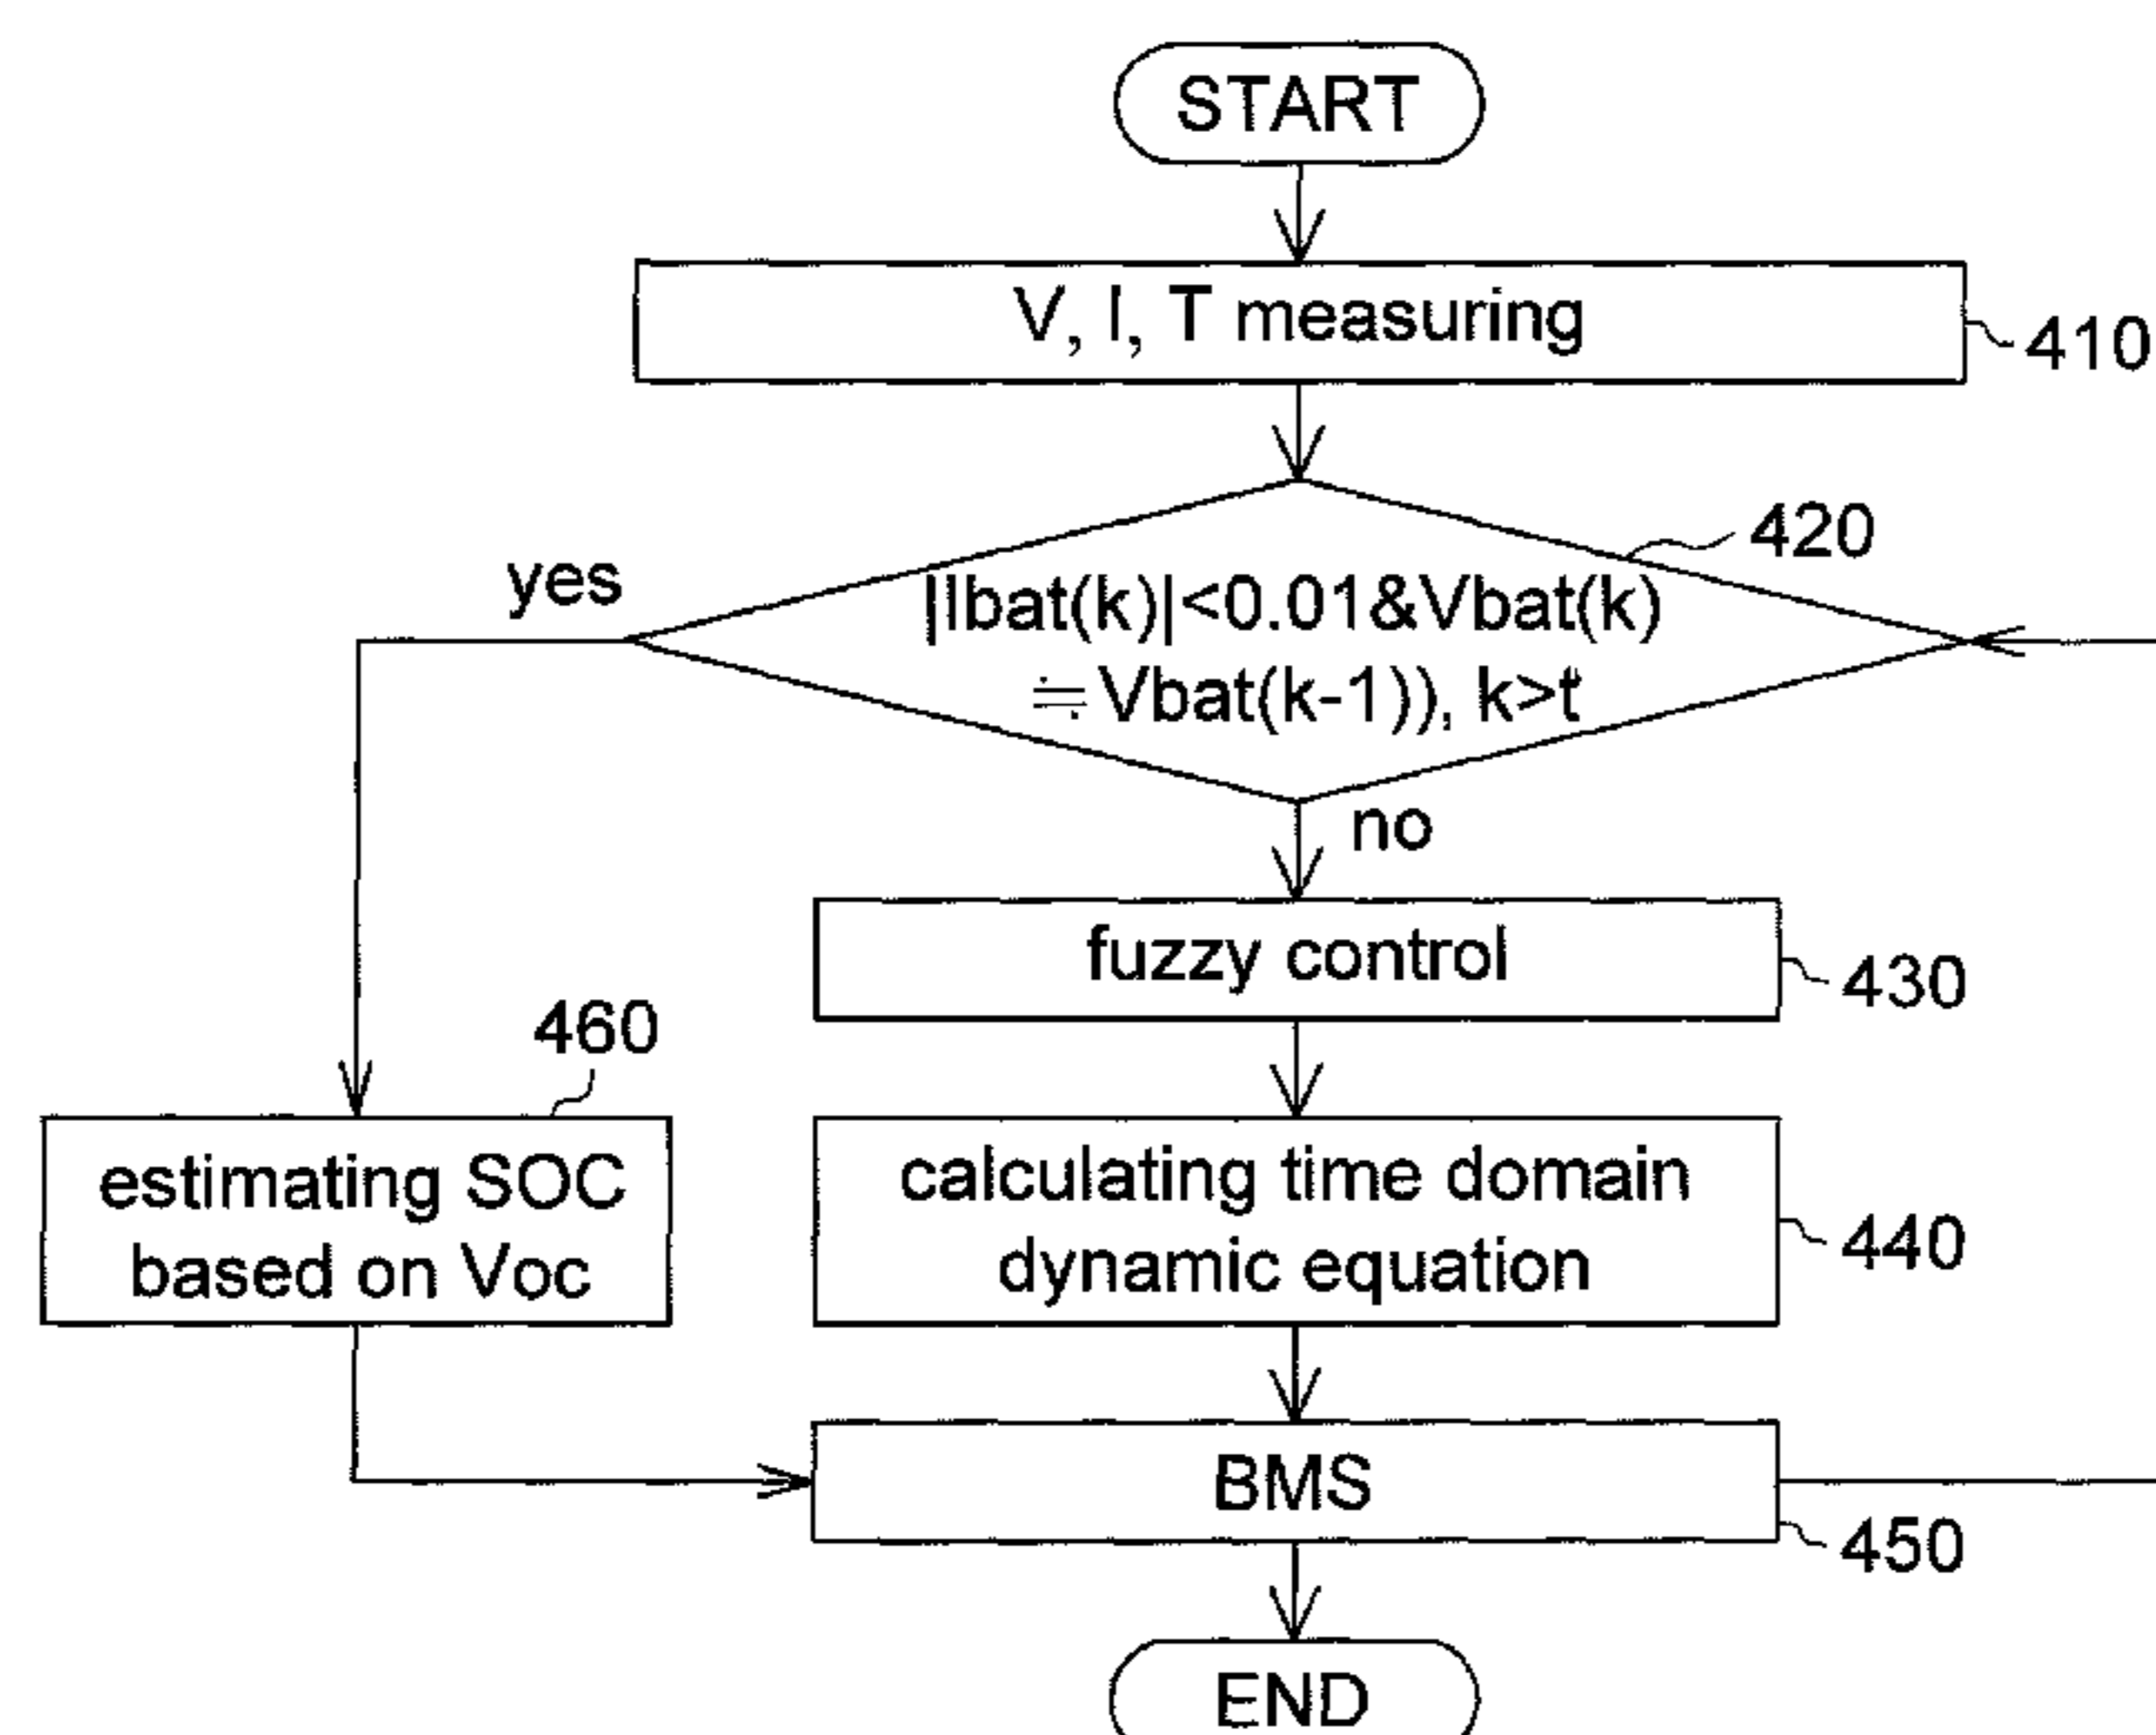 START
V, I, T measuring
410
420
yes
|Ibat(k)|<0.01&Vbat(k)
≒Vbat(k-1)), k>t
no
fuzzy control
430
460
estimating SOC
based on Voc
calculating time domain
dynamic equation
440
BMS
450
END